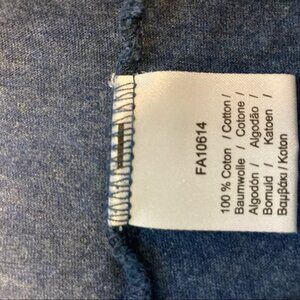 FA10614
100 % Coton / Cotton /
Baumwolle / Cotone /
Algodón / Algodão /
Bomuld / Katoen /
Βαμβάκι / Koton